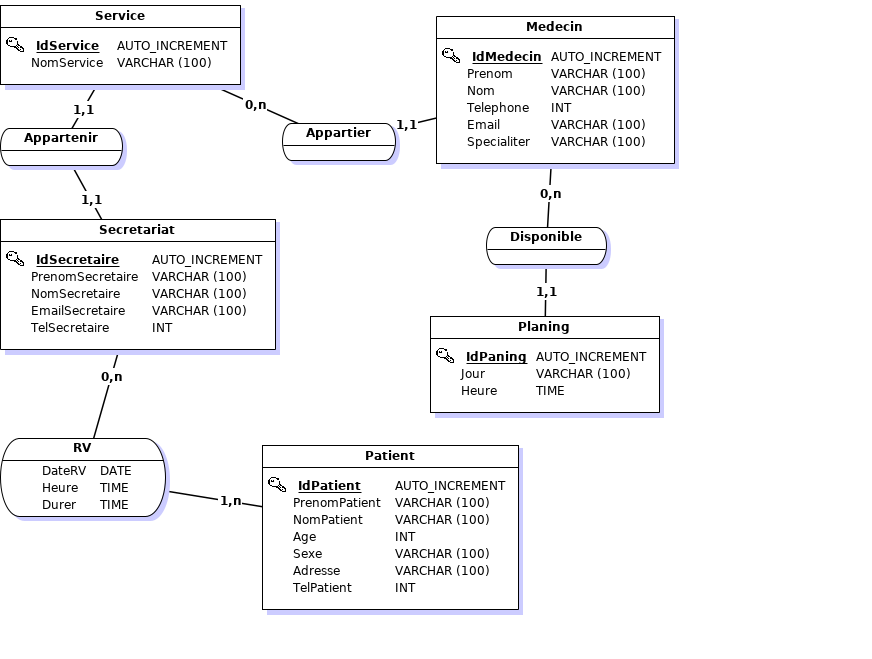 Service
IdService AUTO_INCREMENT
NomService VARCHAR (100)
Medecin
IdMedecin AUTO_INCREMENT
Prenom VARCHAR (100)
Nom VARCHAR (100)
Telephone INT
Email VARCHAR (100)
Specialiter VARCHAR (100)
1,1
0,n
Appartenir
Appartier
1,1
1,1
0,n
Disponible
1,1
Secretariat
IdSecretaire AUTO_INCREMENT
PrenomSecretaire VARCHAR (100)
NomSecretaire VARCHAR (100)
EmailSecretaire VARCHAR (100)
TelSecretaire INT
Planing
IdPaning AUTO_INCREMENT
Jour VARCHAR (100)
Heure TIME
0,n
RV
DateRV DATE
Heure TIME
Durer TIME
1,n
Patient
IdPatient AUTO_INCREMENT
PrenomPatient VARCHAR (100)
NomPatient VARCHAR (100)
Age INT
Sexe VARCHAR (100)
Adresse VARCHAR (100)
TelPatient INT